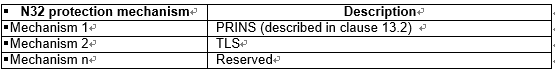 ▪ N32 protection mechanism↵ Description↵
▪Mechanism 1↵ PRINS (described in clause 13.2) ↵
▪Mechanism 2↵ TLS↵
▪Mechanism n↵ Reserved↵